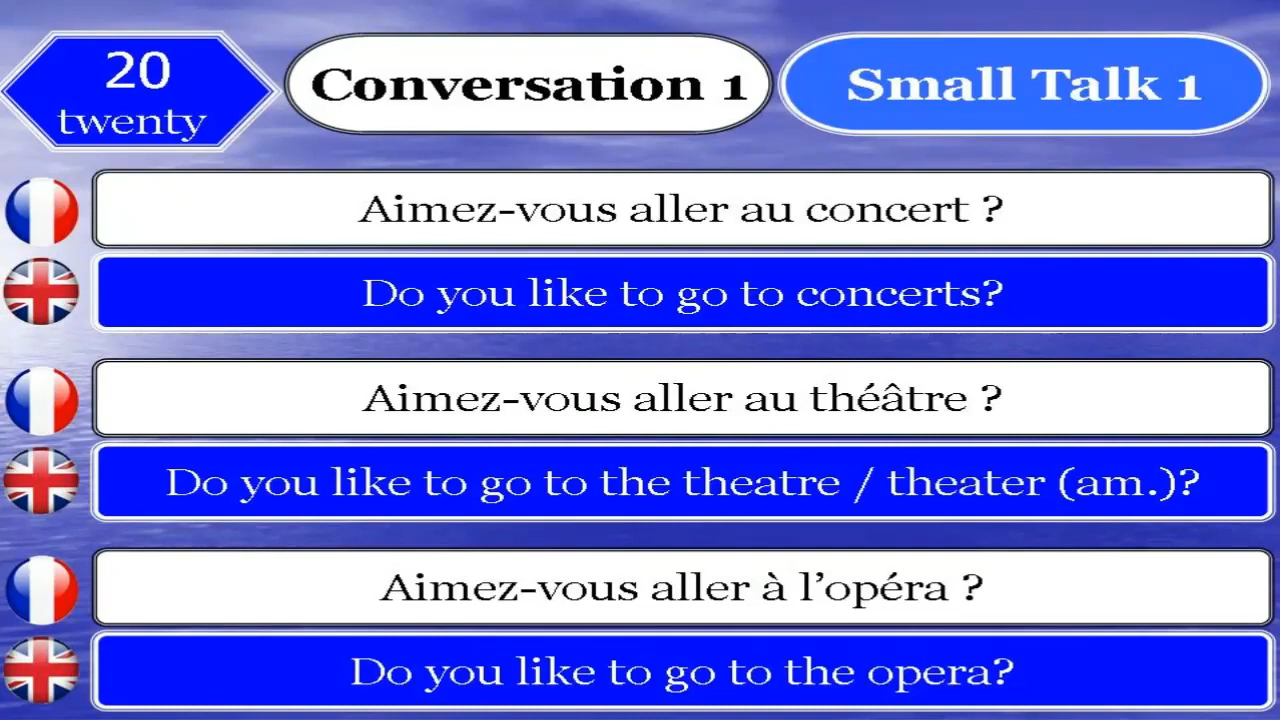 20
twenty
Conversation 1
Small Talk 1
Aimez-vous aller au concert ?
Do you like to go to concerts?
Aimez-vous aller au théâtre ?
Do you like to go to the theatre / theater (am.)?
Aimez-vous aller à l’opéra ?
Do you like to go to the opera?